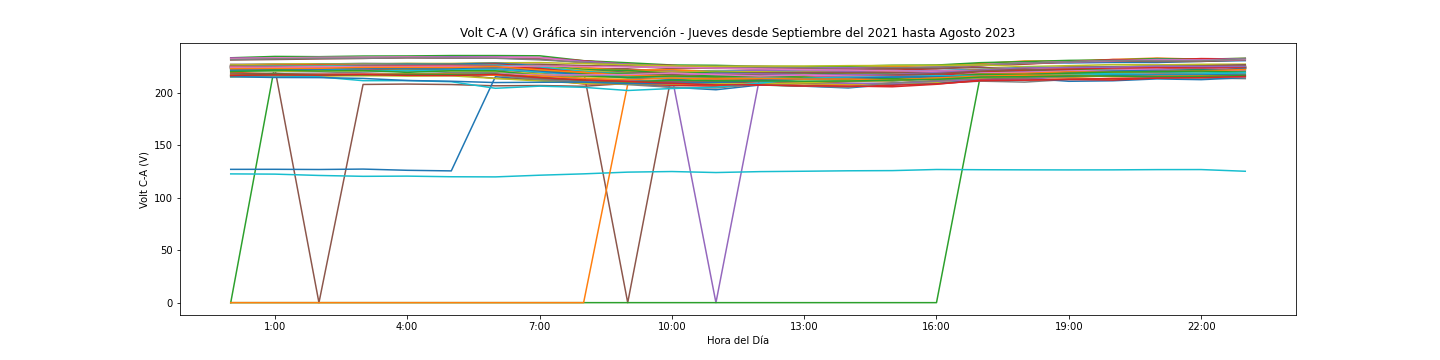 Volt C-A (V) Gráfica sin intervención - Jueves desde Septiembre del 2021 hasta Agosto 2023
Volt C-A (V)
200
150
100
50
0
1:00 4:00 7:00 10:00 13:00 16:00 19:00 22:00
Hora del Día